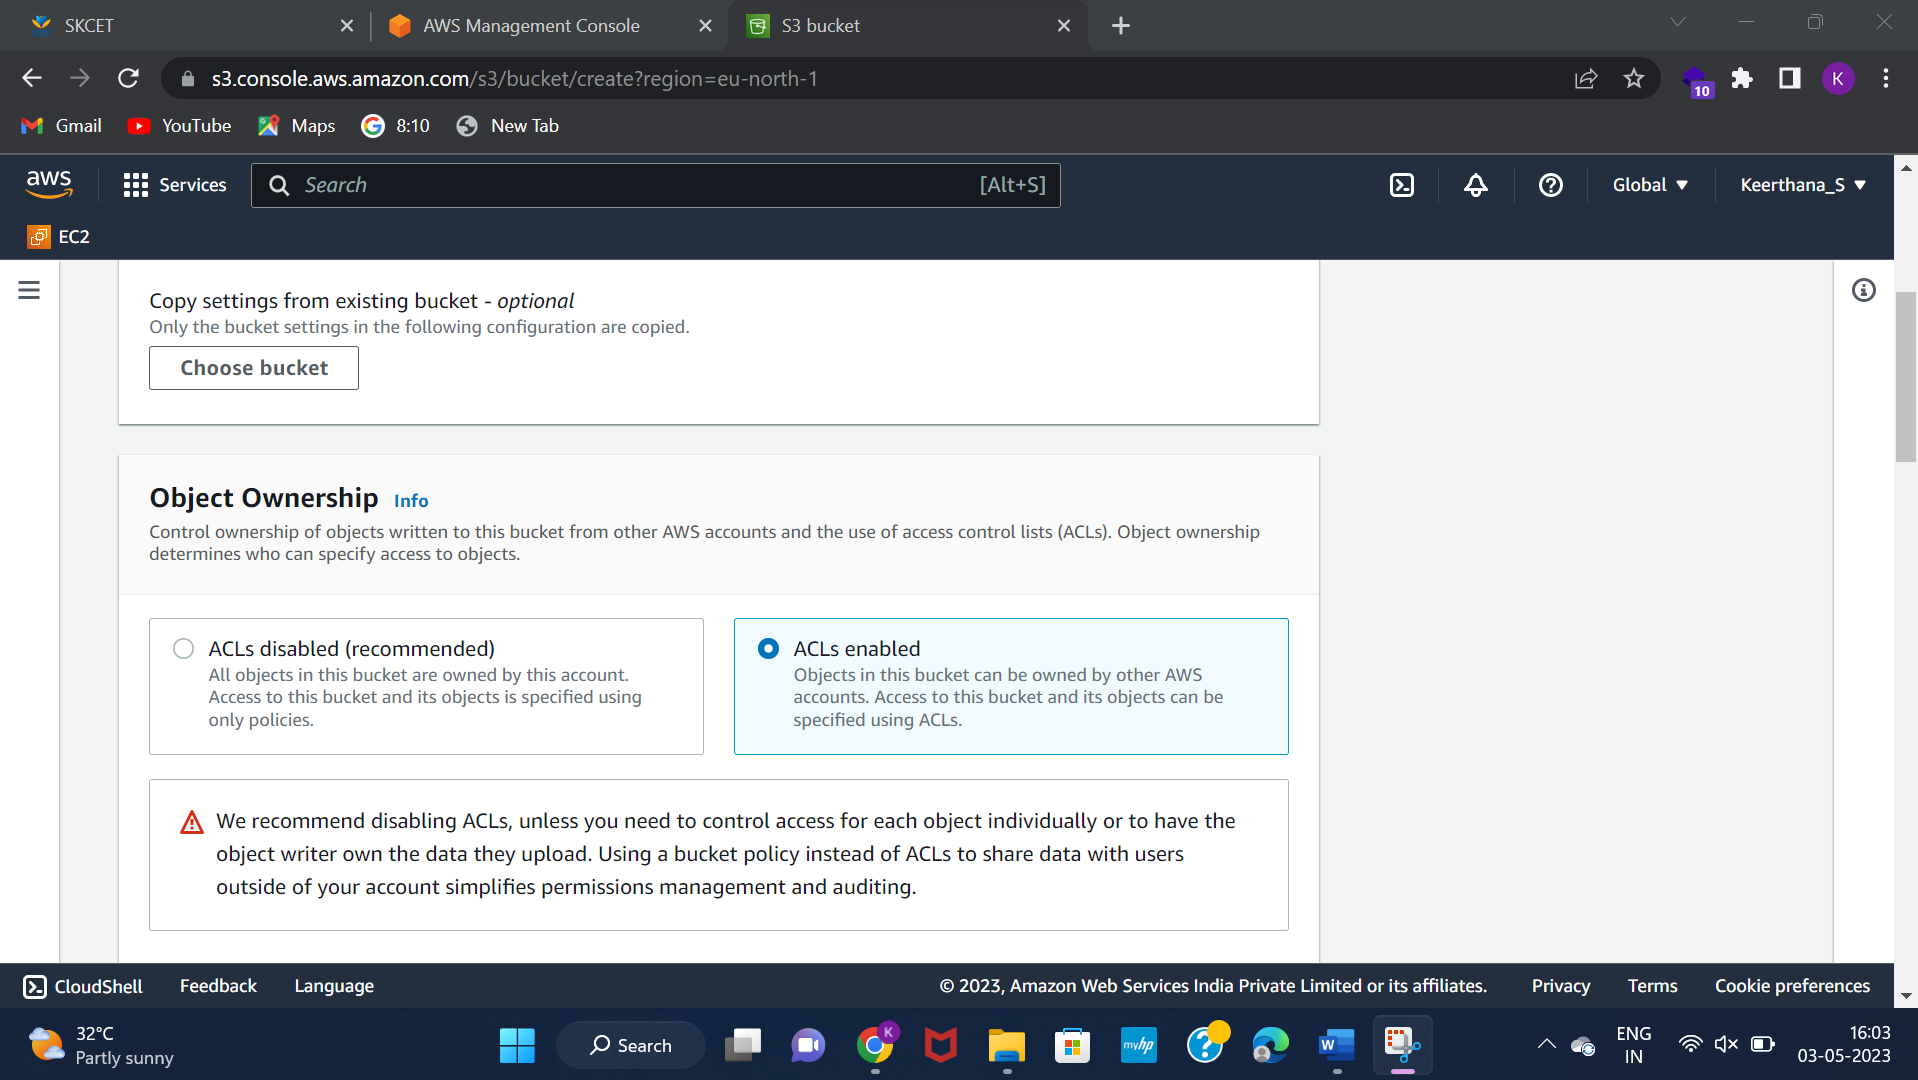 SKCET
AWS Management Console
S3 bucket
s3.console.aws.amazon.com/s3/bucket/create?region=eu-north-1
10
K
Gmail
YouTube
Maps
8:10
New Tab
aws
Services
Search
[Alt+S]
Global
Keerthana_S
EC2
Copy settings from existing bucket - optional
Only the bucket settings in the following configuration are copied.
Choose bucket
Object Ownership Info
Control ownership of objects written to this bucket from other AWS accounts and the use of access control lists (ACLs). Object ownership
determines who can specify access to objects.
ACLs disabled (recommended)
All objects in this bucket are owned by this account.
Access to this bucket and its objects is specified using
only policies.
ACLs enabled
Objects in this bucket can be owned by other AWS
accounts. Access to this bucket and its objects can be
specified using ACLs.
We recommend disabling ACLs, unless you need to control access for each object individually or to have the
object writer own the data they upload. Using a bucket policy instead of ACLs to share data with users
outside of your account simplifies permissions management and auditing.
CloudShell
Feedback
Language
© 2023, Amazon Web Services India Private Limited or its affiliates.
Privacy
Terms
Cookie preferences
32°C
Partly sunny
Search
K
myhp
W
ENG
IN
16:03
03-05-2023